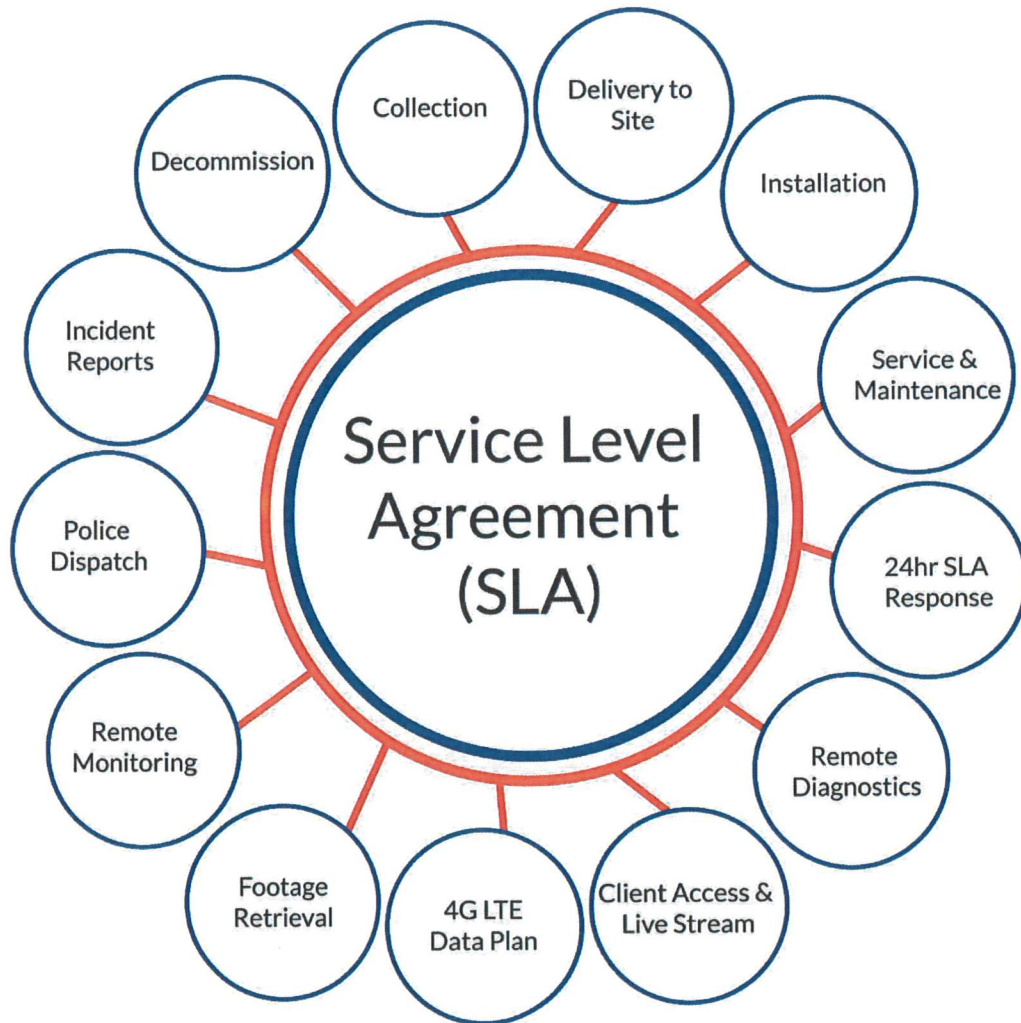 Service Level
Agreement
(SLA)
Collection
Delivery to
Site
Installation
Service &
Maintenance
24hr SLA
Response
Remote
Diagnostics
Client Access &
Live Stream
4G LTE
Data Plan
Footage
Retrieval
Remote
Monitoring
Police
Dispatch
Incident
Reports
Decommission